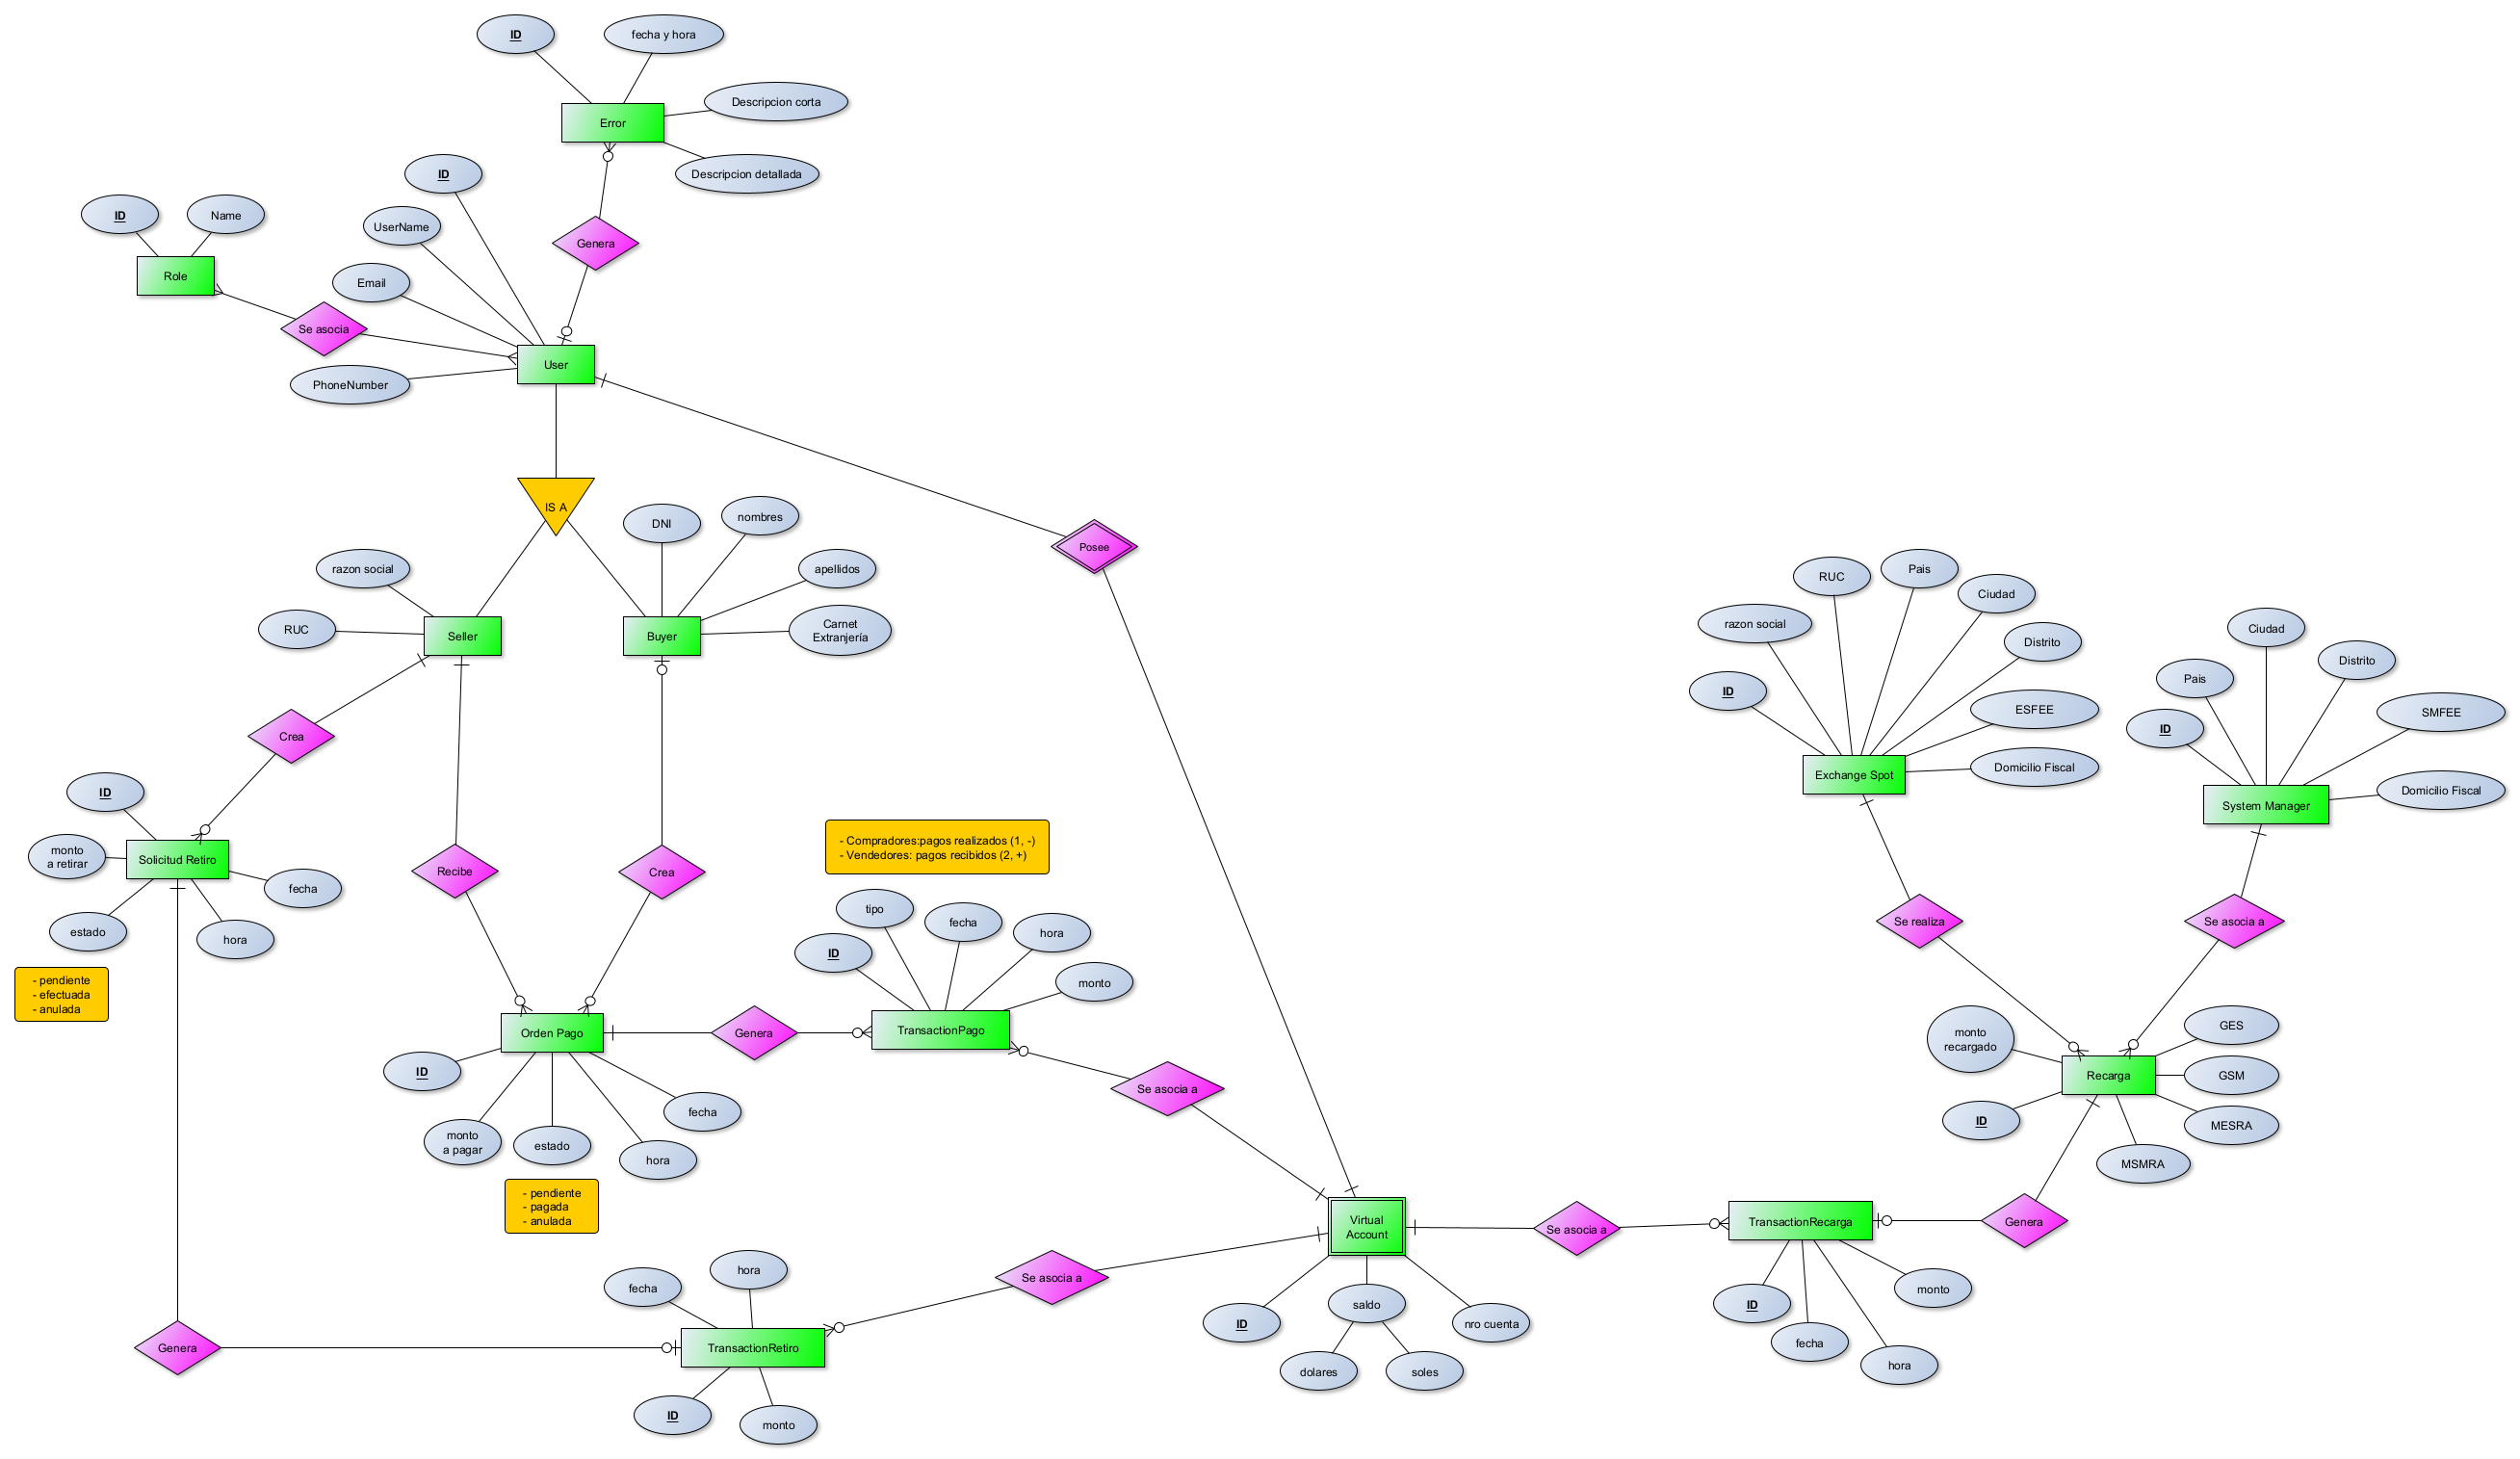 ID
fecha y hora
Descripcion corta
Error
Descripcion detallada
ID
UserName
Email
PhoneNumber
ID
Name
Role
Se asocia
Genera
User
IS A
Posee
razon social
RUC
Seller
DNI
nombres
apellidos
Carnet
Extranjería
Buyer
Crea
Recibe
Crea
ID
monto
a retirar
Solicitud Retiro
fecha
estado
hora
- pendiente
- efectuada
- anulada
- Compradores:pagos realizados (1, -)
- Vendedores: pagos recibidos (2, +)
tipo
fecha
hora
ID
monto
Orden Pago
Genera
TransactionPago
ID
monto
a pagar
estado
hora
fecha
- pendiente
- pagada
- anulada
Se asocia a
RUC
Pais
Ciudad
razon social
Distrito
ID
ESFEE
Exchange Spot
Domicilio Fiscal
Ciudad
Pais
Distrito
ID
SMFEE
System Manager
Domicilio Fiscal
Se realiza
Se asocia a
monto
recargado
GES
Recarga
GSM
ID
MESRA
MSMRA
Virtual
Account
Se asocia a
TransactionRecarga
Genera
ID
saldo
nro cuenta
dolares
soles
ID
fecha
hora
monto
Se asocia a
fecha
hora
Genera
TransactionRetiro
ID
monto